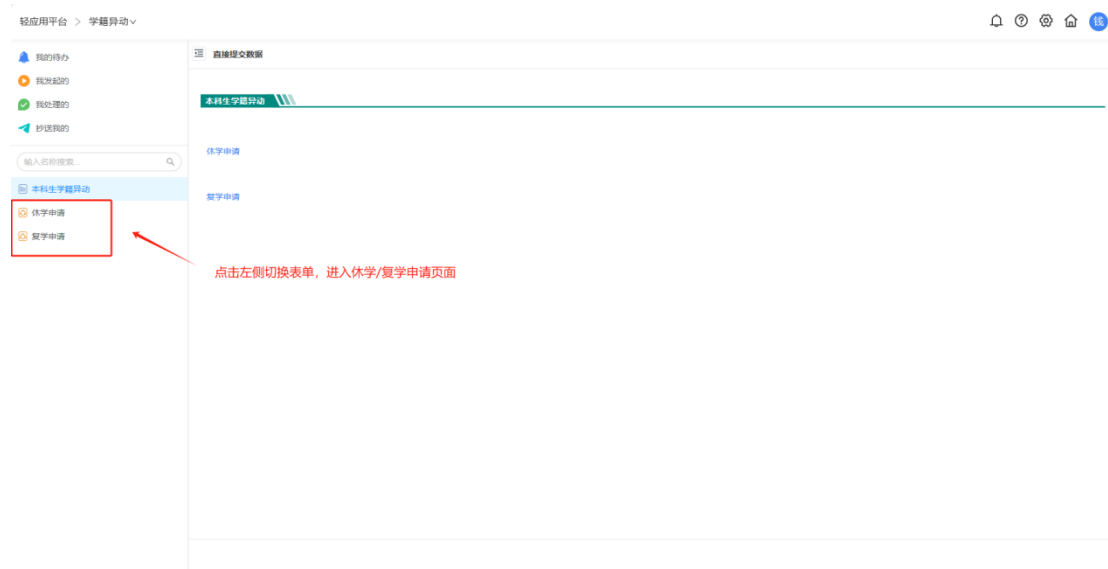 轻应用平台 > 学籍异动
钱
我的待办
我发起的
我处理的
抄送我的
输入名称搜索...
本科生学籍异动
休学申请
复学申请
直接提交数据
本科生学籍异动
休学申请
复学申请
点击左侧切换表单，进入休学/复学申请页面